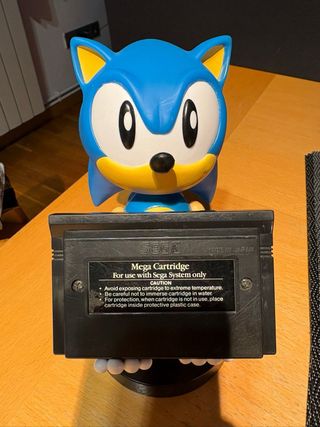 SEGA
Mega Cartridge
For use with Sega System only
CAUTION
• Avoid exposing cartridge to extreme temperature.
• Be careful not to immerse cartridge in water.
• For protection, when cartridge is not in use, place
cartridge inside protective plastic case.